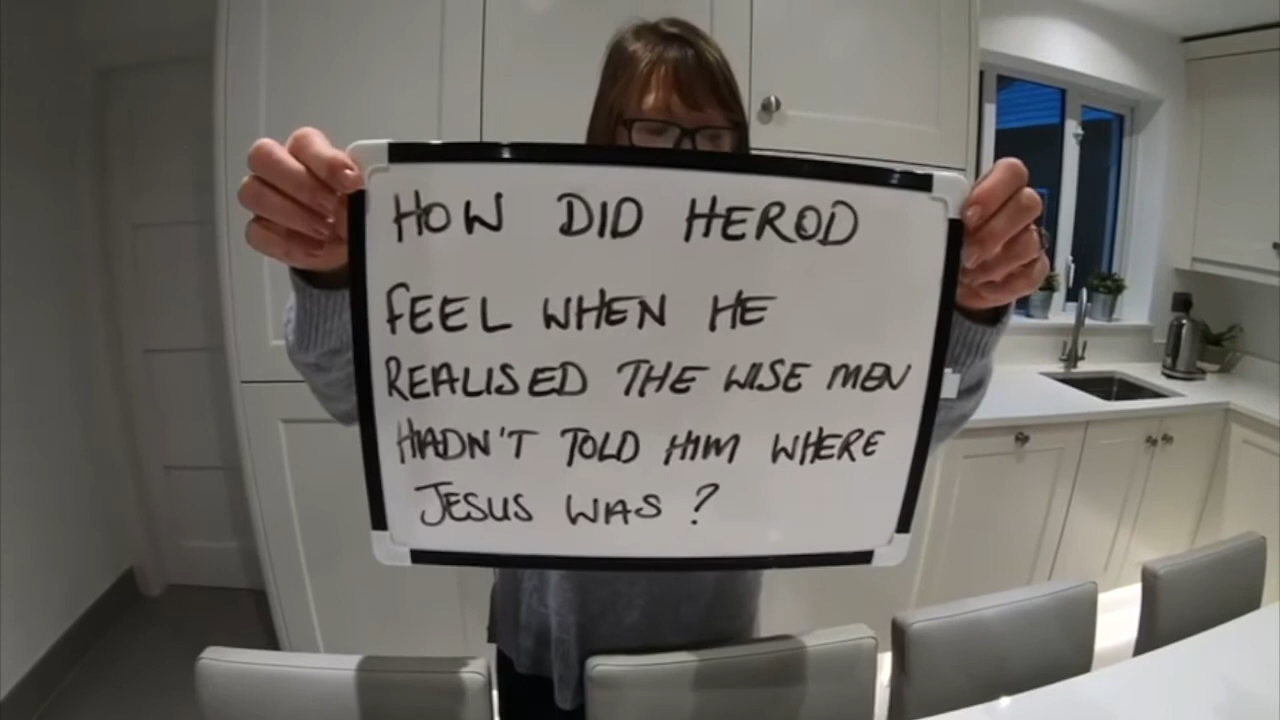 HOW DID HEROD
FEEL WHEN HE
REALISED THE WISE MEN
HADN'T TOLD HIM WHERE
JESUS WAS?